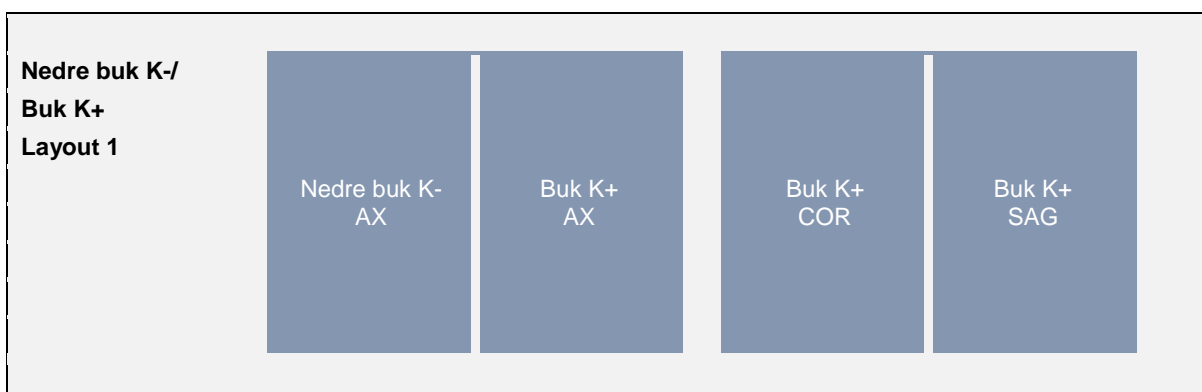 Nedre buk K-/
Buk K+
Layout 1
Nedre buk K-
AX
Buk K+
AX
Buk K+
COR
Buk K+
SAG